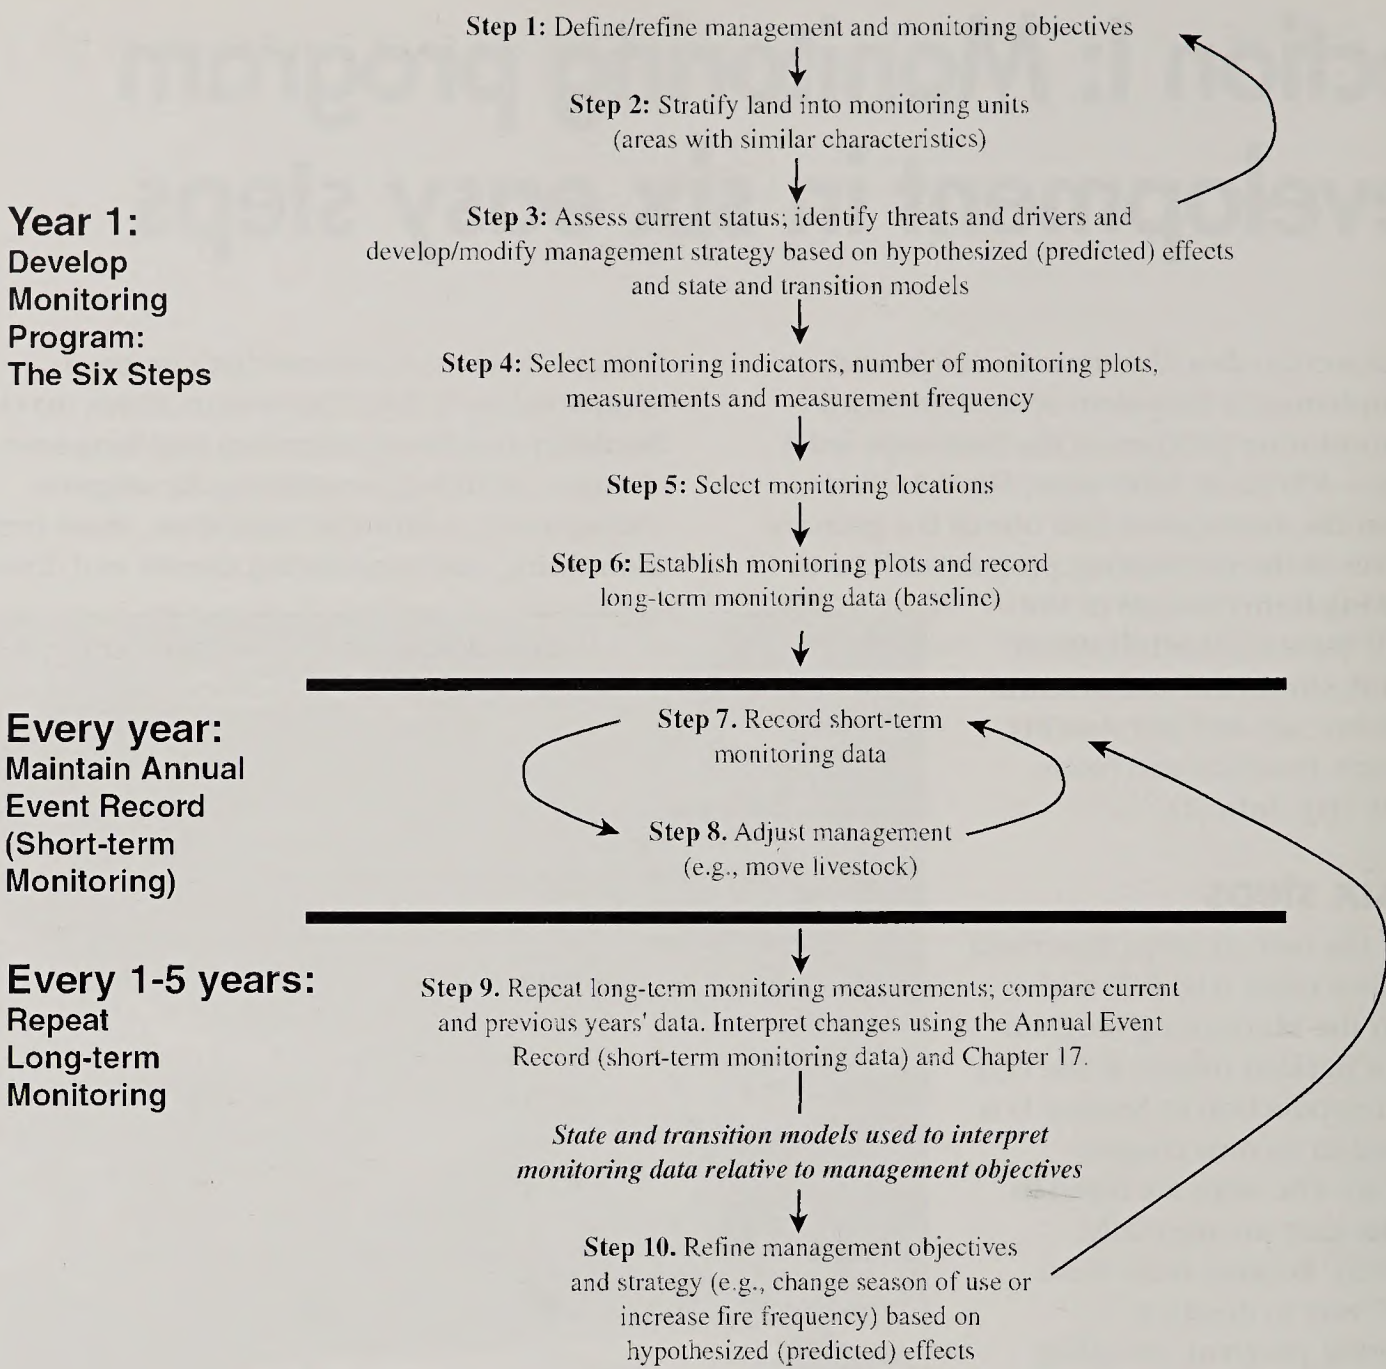 Step 1: Define/refine management and monitoring objectives
Step 2: Stratify land into monitoring units
(areas with similar characteristics)
Year 1:
Develop
Monitoring
Program:
The Six Steps
Step 3: Assess current status; identify threats and drivers and
develop/modify management strategy based on hypothesized (predicted) effects
and state and transition models
Step 4: Select monitoring indicators, number of monitoring plots,
measurements and measurement frequency
Step 5: Select monitoring locations
Step 6: Establish monitoring plots and record
long-term monitoring data (baseline)
Every year:
Maintain Annual
Event Record
(Short-term
Monitoring)
Step 7. Record short-term
monitoring data
Step 8. Adjust management
(e.g., move livestock)
Every 1-5 years:
Repeat
Long-term
Monitoring
Step 9. Repeat long-term monitoring measurements; compare current
and previous years' data. Interpret changes using the Annual Event
Record (short-term monitoring data) and Chapter 17.
State and transition models used to interpret
monitoring data relative to management objectives
Step 10. Refine management objectives
and strategy (e.g., change season of use or
increase fire frequency) based on
hypothesized (predicted) effects